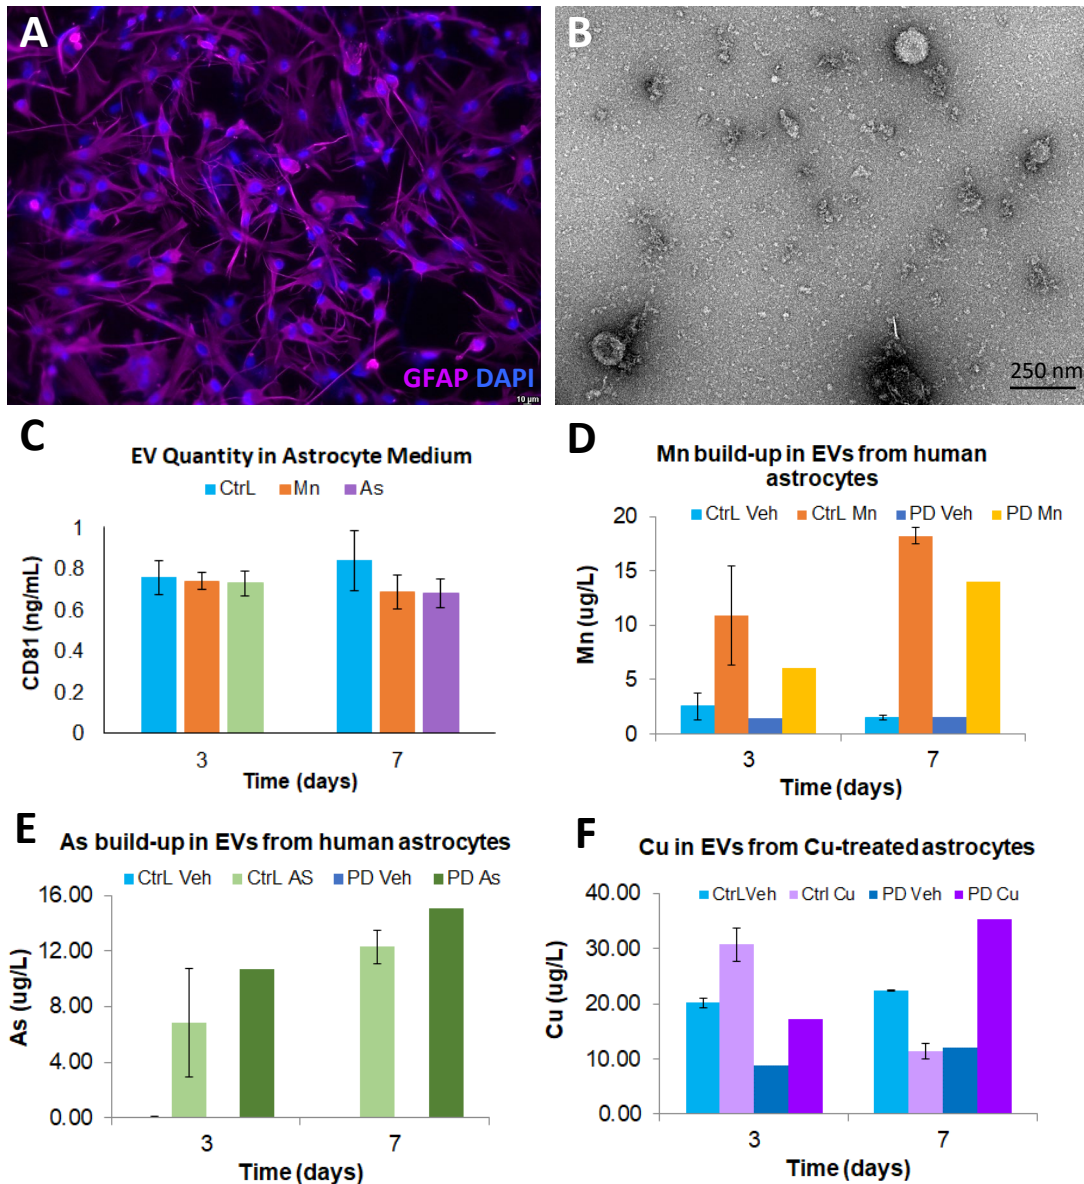 A
GFAP DAPI
10 µm
B
250 nm
C
EV Quantity in Astrocyte Medium
CtrL Mn As
1
0.8
0.6
0.4
0.2
0
CD81 (ng/mL)
3 7
Time (days)
D
Mn build-up in EVs from human
astrocytes
CtrL Veh CtrL Mn PD Veh PD Mn
20
15
10
5
0
Mn (ug/L)
3 7
Time (days)
E
As build-up in EVs from human astrocytes
CtrL Veh CtrL AS PD Veh PD As
16.00
12.00
8.00
4.00
0.00
As (ug/L)
3 7
Time (days)
F
Cu in EVs from Cu-treated astrocytes
CtrLVeh Ctrl Cu PD Veh PD Cu
40.00
30.00
20.00
10.00
0.00
Cu (ug/L)
3 7
Time (days)